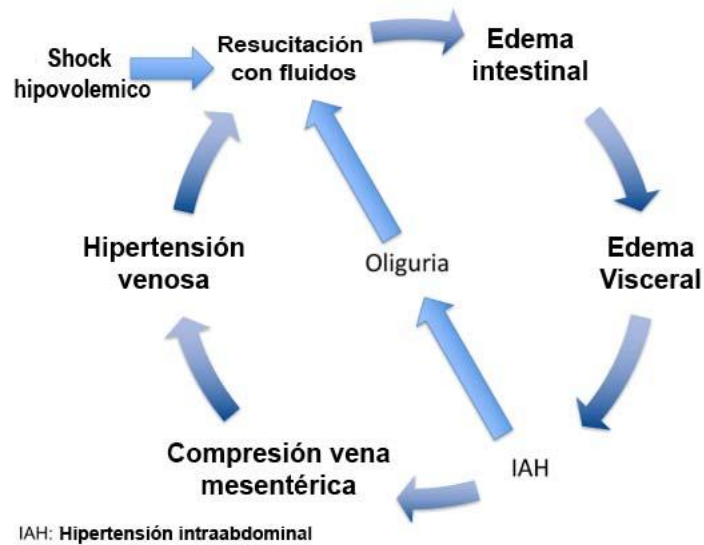 Shock
hipovolemico
Resucitación
con fluidos
Edema
intestinal
Edema
Visceral
IAH
Compresión vena
mesentérica
Hipertensión
venosa
Oliguria
IAH: Hipertensión intraabdominal